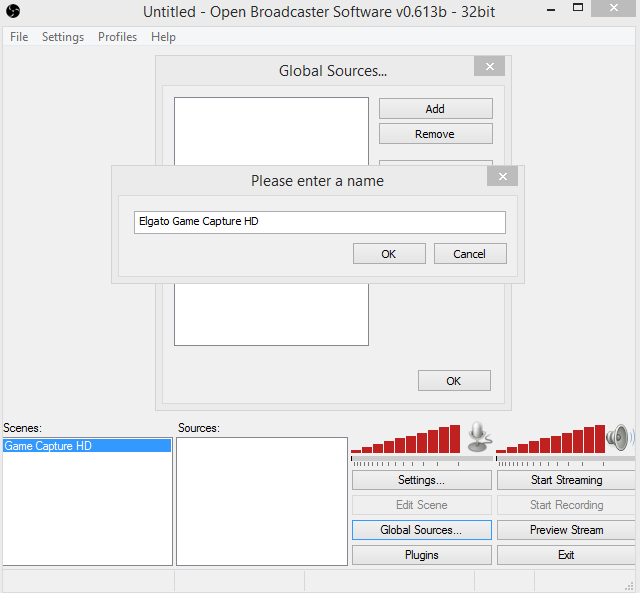 Untitled - Open Broadcaster Software v0.613b - 32bit
File Settings Profiles Help
Global Sources...
Add
Remove
Please enter a name
Elgato Game Capture HD
OK Cancel
OK
Scenes: Sources:
Game Capture HD
Settings... Start Streaming
Edit Scene Start Recording
Global Sources... Preview Stream
Plugins Exit